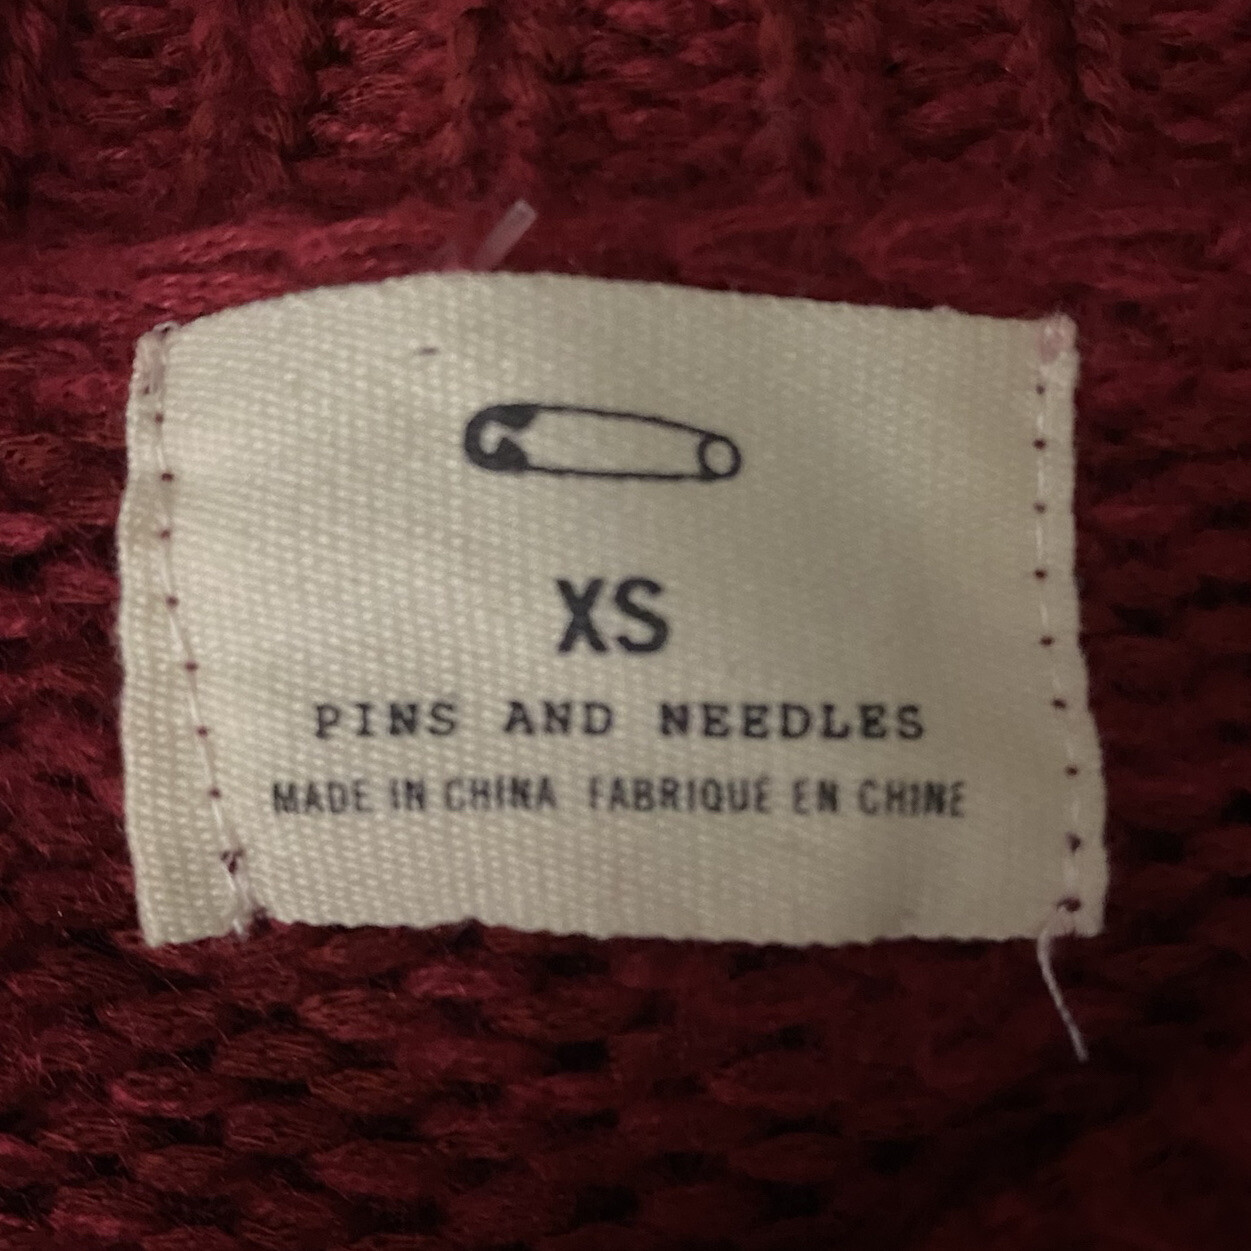 XS
PINS AND NEEDLES
MADE IN CHINA FABRIQUÉ EN CHINE